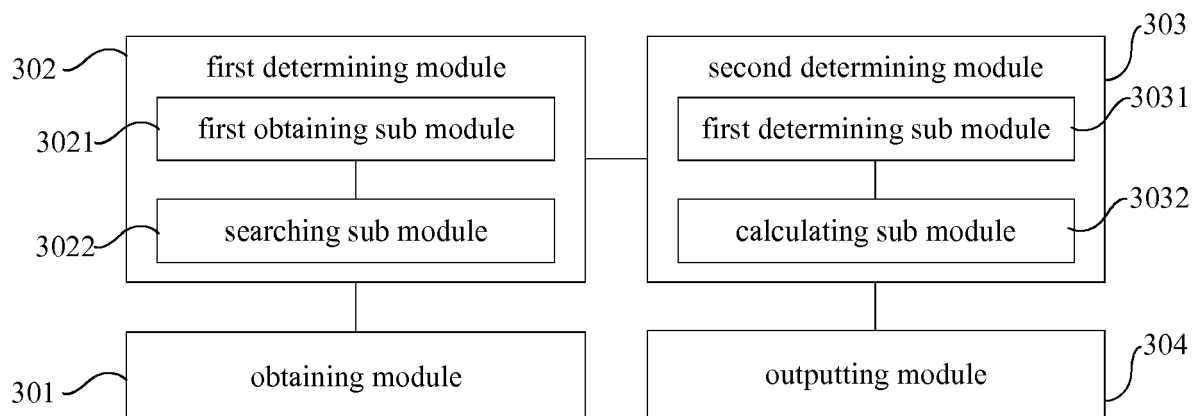 302
first determining module
3021
first obtaining sub module
3022
searching sub module
303
second determining module
3031
first determining sub module
3032
calculating sub module
301
obtaining module
304
outputting module